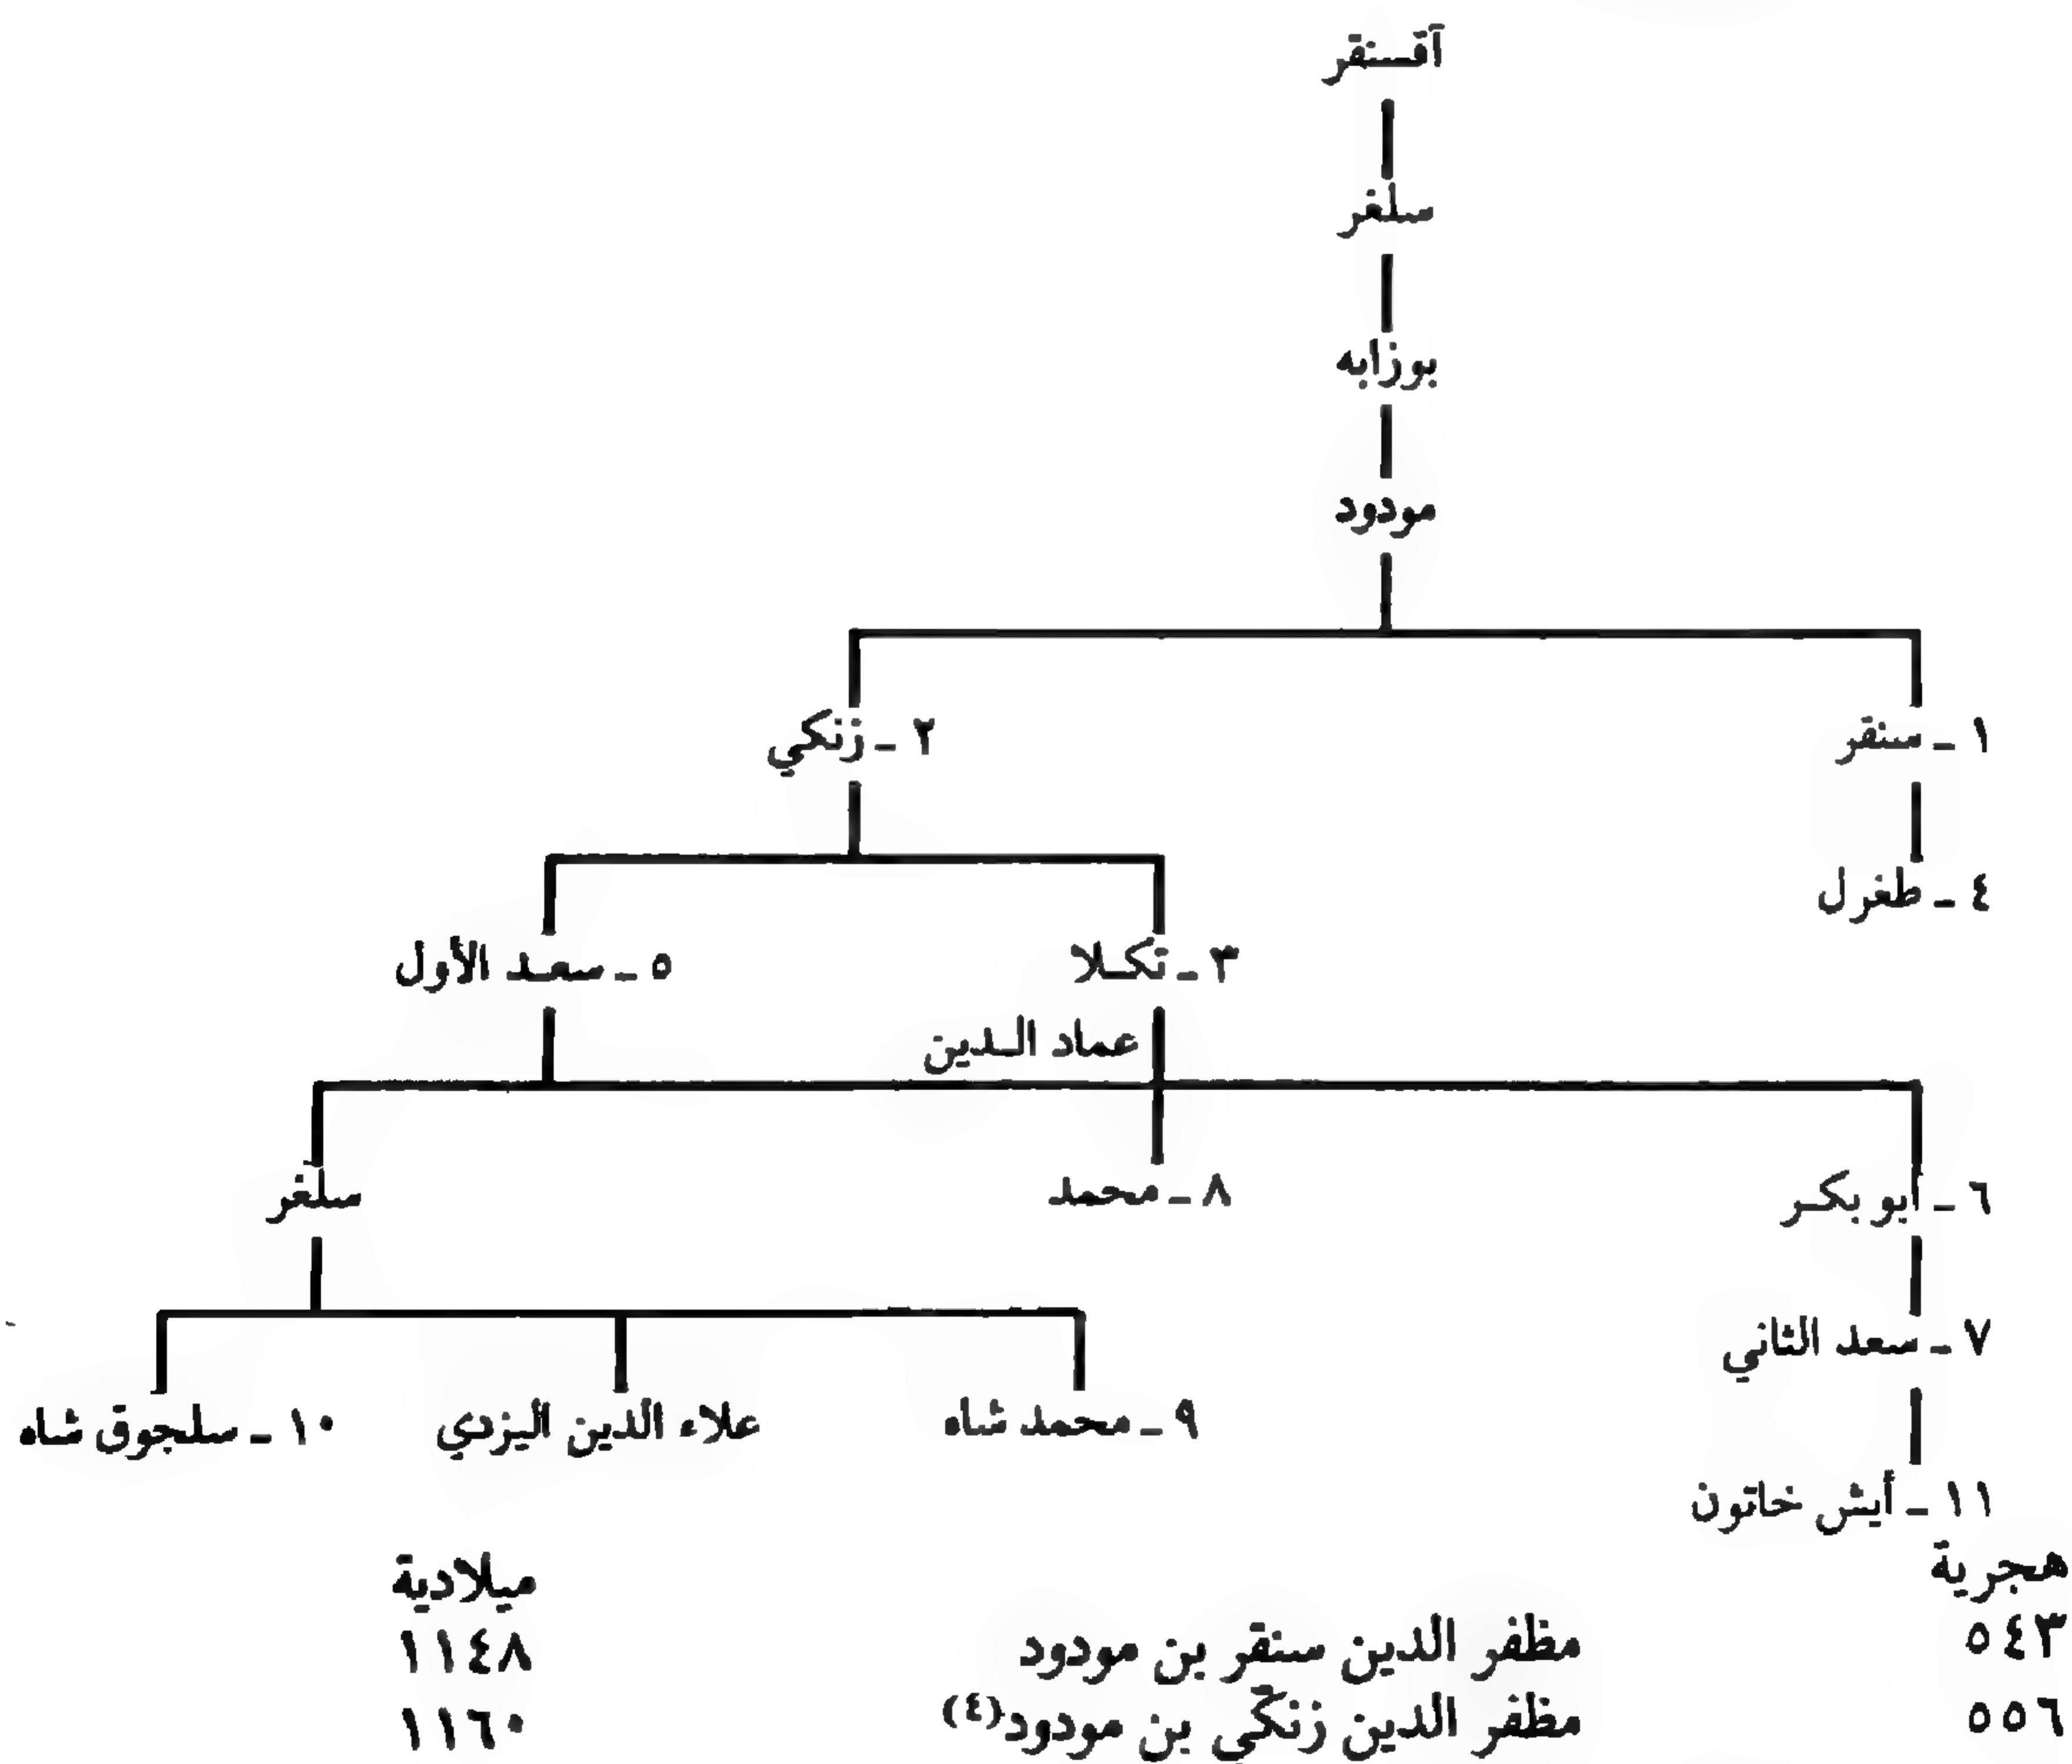 آقسنقر
سلغر
بوزابه
مودود
١ ـ سنقر ٢ ـ زنكي
٤ ـ طغرل
٣ ـ تكلا ٥ ـ سعد الأول
عماد الدين
٦ ـ أبو بكر ٨ ـ محمد سلغر
٧ ـ سعد الثاني
٩ ـ محمد شاه علاء الدين اليزدي ١٠ ـ سلجوق شاه
١١ ـ أيش خاتون
هجرية ميلادية
٥٤٣ مظفر الدين سنقر بن مودود ١١٤٨
٥٥٦ مظفر الدين زنكي بن مودود(٤) ١١٦٠